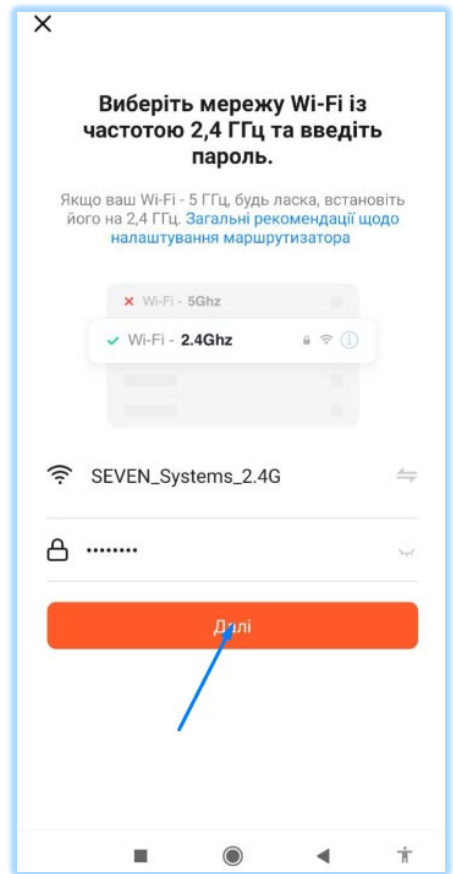 Виберіть мережу Wi-Fi із
частотою 2,4 ГГц та введіть
пароль.
Якщо ваш Wi-Fi - 5 ГГц, будь ласка, встановіть
його на 2,4 ГГц. Загальні рекомендації щодо
налаштування маршрутизатора
Wi-Fi - 5Ghz
Wi-Fi - 2.4Ghz
SEVEN_Systems_2.4G
••••••••
Далі